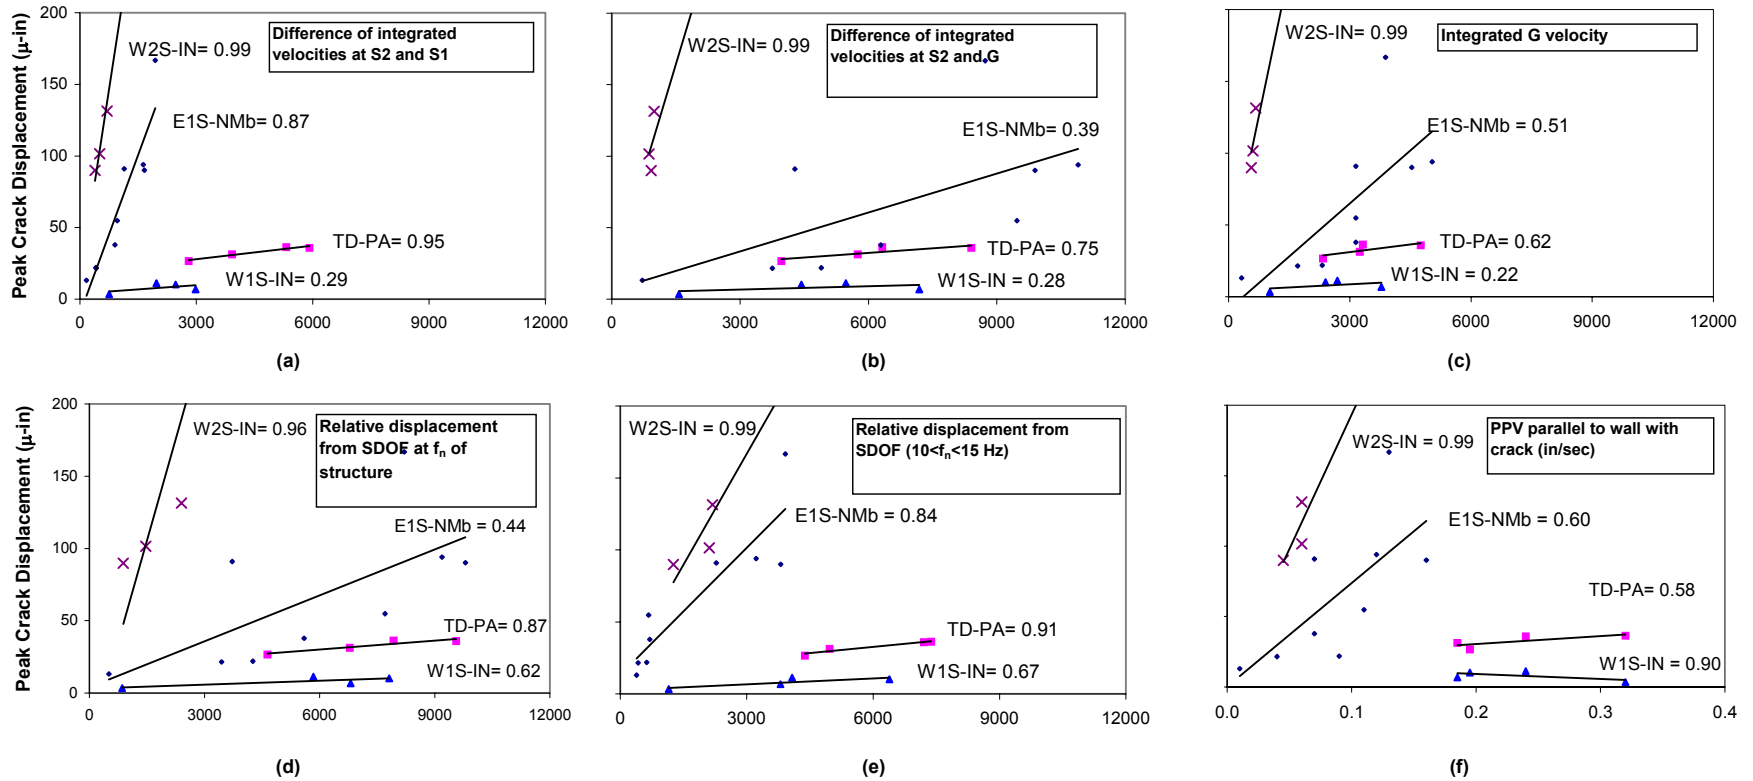 Peak Crack Displacement (μ-in)
200
150
100
50
0
0
3000
6000
9000
12000
W2S-IN= 0.99
Difference of integrated
velocities at S2 and S1
E1S-NMb= 0.87
TD-PA= 0.95
W1S-IN= 0.29
(a)
0
3000
6000
9000
12000
W2S-IN= 0.99
Difference of integrated
velocities at S2 and G
E1S-NMb= 0.39
TD-PA= 0.75
W1S-IN = 0.28
(b)
0
3000
6000
9000
12000
W2S-IN= 0.99
Integrated G velocity
E1S-NMb = 0.51
TD-PA= 0.62
W1S-IN = 0.22
(c)
Peak Crack Displacement (μ-in)
200
150
100
50
0
0
3000
6000
9000
12000
W2S-IN= 0.96
Relative displacement
from SDOF at fn of
structure
E1S-NMb = 0.44
TD-PA= 0.87
W1S-IN= 0.62
(d)
0
3000
6000
9000
12000
W2S-IN = 0.99
Relative displacement from
SDOF (10<fn<15 Hz)
E1S-NMb = 0.84
TD-PA= 0.91
W1S-IN= 0.67
(e)
0.0
0.1
0.2
0.3
0.4
W2S-IN = 0.99
PPV parallel to wall with
crack (in/sec)
E1S-NMb = 0.60
TD-PA= 0.58
W1S-IN = 0.90
(f)